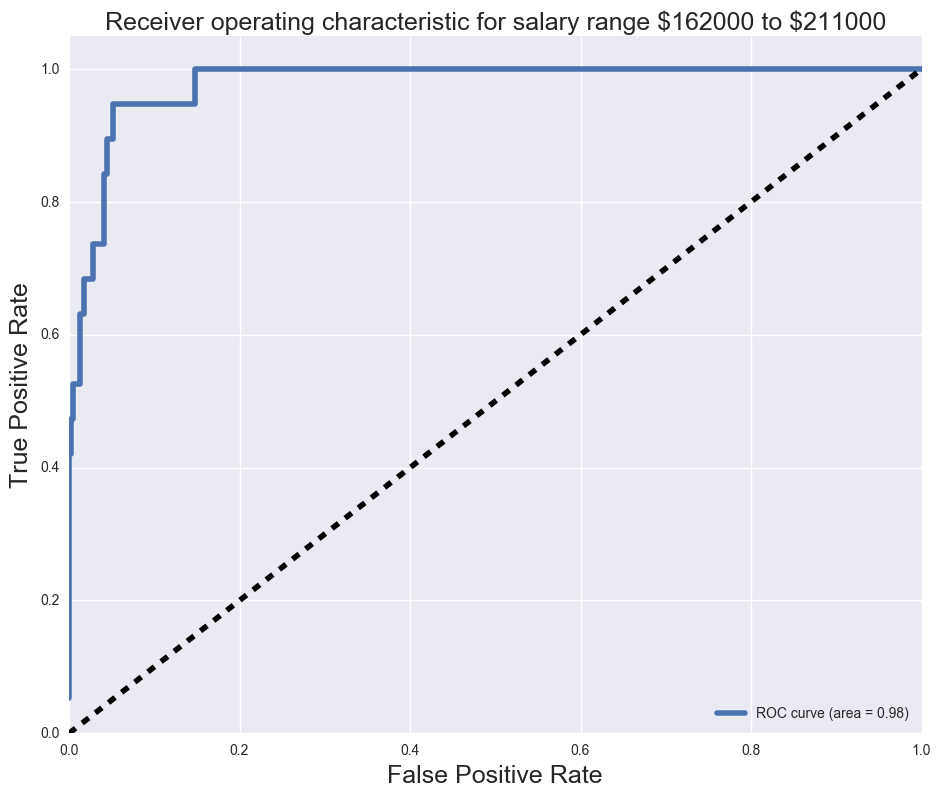 Receiver operating characteristic for salary range $162000 to $211000
True Positive Rate
1.0
0.8
0.6
0.4
0.2
0.0
ROC curve (area = 0.98)
0.0 0.2 0.4 0.6 0.8 1.0
False Positive Rate